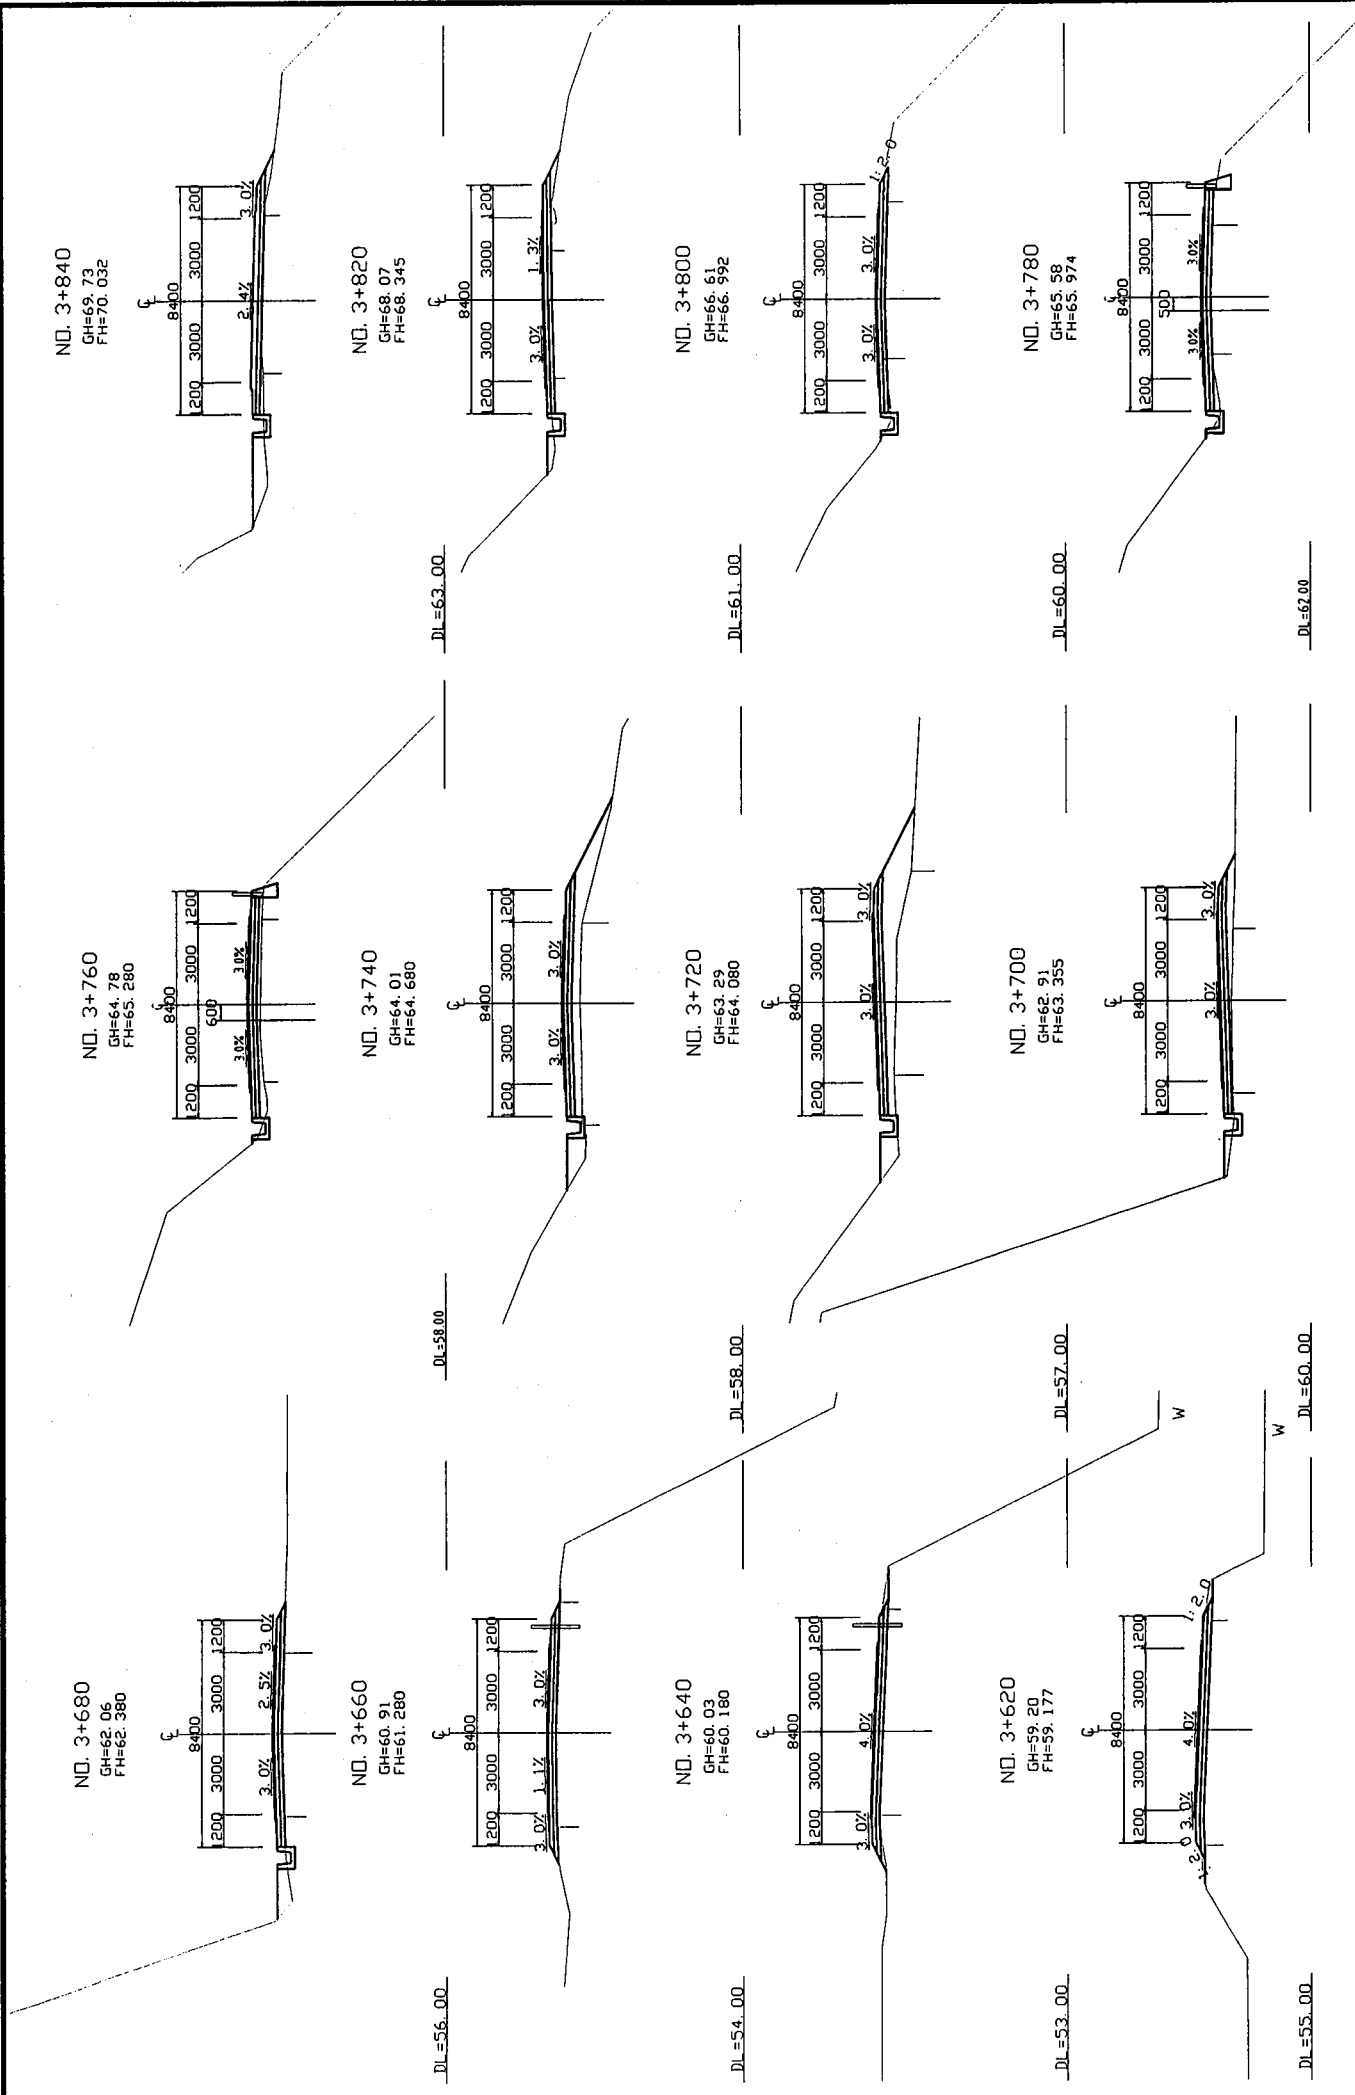 NO. 3+840
GH=69.73
FH=70.032
℄
8400
1200 3000 3000 1200
2.4% 3.0%
DL=63.00
NO. 3+820
GH=68.07
FH=68.345
℄
8400
1200 3000 3000 1200
3.0% 1.3%
DL=61.00
NO. 3+800
GH=66.61
FH=66.992
℄
8400
1200 3000 3000 1200
3.0% 3.0%
1:2.0
DL=60.00
NO. 3+780
GH=65.58
FH=65.974
℄
8400
1200 3000 3000 1200
500
3.0% 3.0%
DL=62.00
NO. 3+760
GH=64.78
FH=65.280
℄
8400
1200 3000 3000 1200
600
3.0% 3.0%
DL=58.00
NO. 3+740
GH=64.01
FH=64.680
℄
8400
1200 3000 3000 1200
3.0% 3.0%
DL=58.00
NO. 3+720
GH=63.29
FH=64.080
℄
8400
1200 3000 3000 1200
3.0% 3.0%
DL=57.00
NO. 3+700
GH=62.91
FH=63.355
℄
8400
1200 3000 3000 1200
3.0% 3.0%
DL=60.00
NO. 3+680
GH=62.06
FH=62.380
℄
8400
1200 3000 3000 1200
3.0% 2.5% 3.0%
DL=56.00
NO. 3+660
GH=60.91
FH=61.280
℄
8400
1200 3000 3000 1200
3.0% 1.1% 3.0%
DL=54.00
NO. 3+640
GH=60.03
FH=60.180
℄
8400
1200 3000 3000 1200
3.0% 4.0%
W
DL=53.00
NO. 3+620
GH=59.20
FH=59.177
℄
8400
1200 3000 3000 1200
1:2.0 3.0% 4.0% 1:2.0
W
DL=55.00